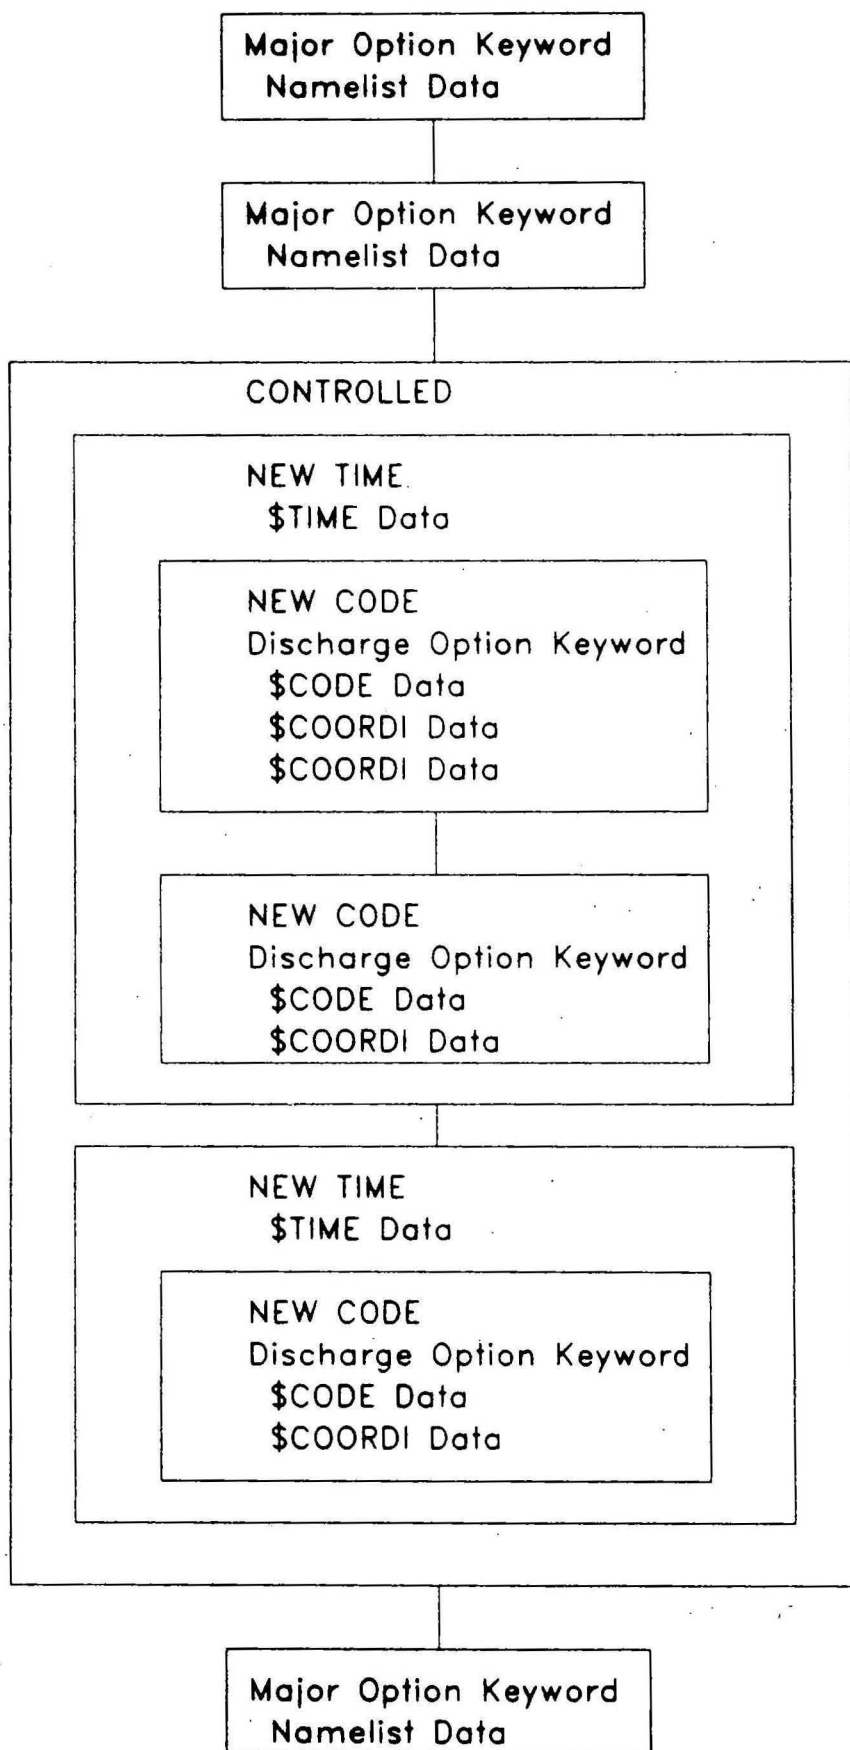 Major Option Keyword
Namelist Data
Major Option Keyword
Namelist Data
CONTROLLED
NEW TIME
$TIME Data
NEW CODE
Discharge Option Keyword
$CODE Data
$COORDI Data
$COORDI Data
NEW CODE
Discharge Option Keyword
$CODE Data
$COORDI Data
NEW TIME
$TIME Data
NEW CODE
Discharge Option Keyword
$CODE Data
$COORDI Data
Major Option Keyword
Namelist Data